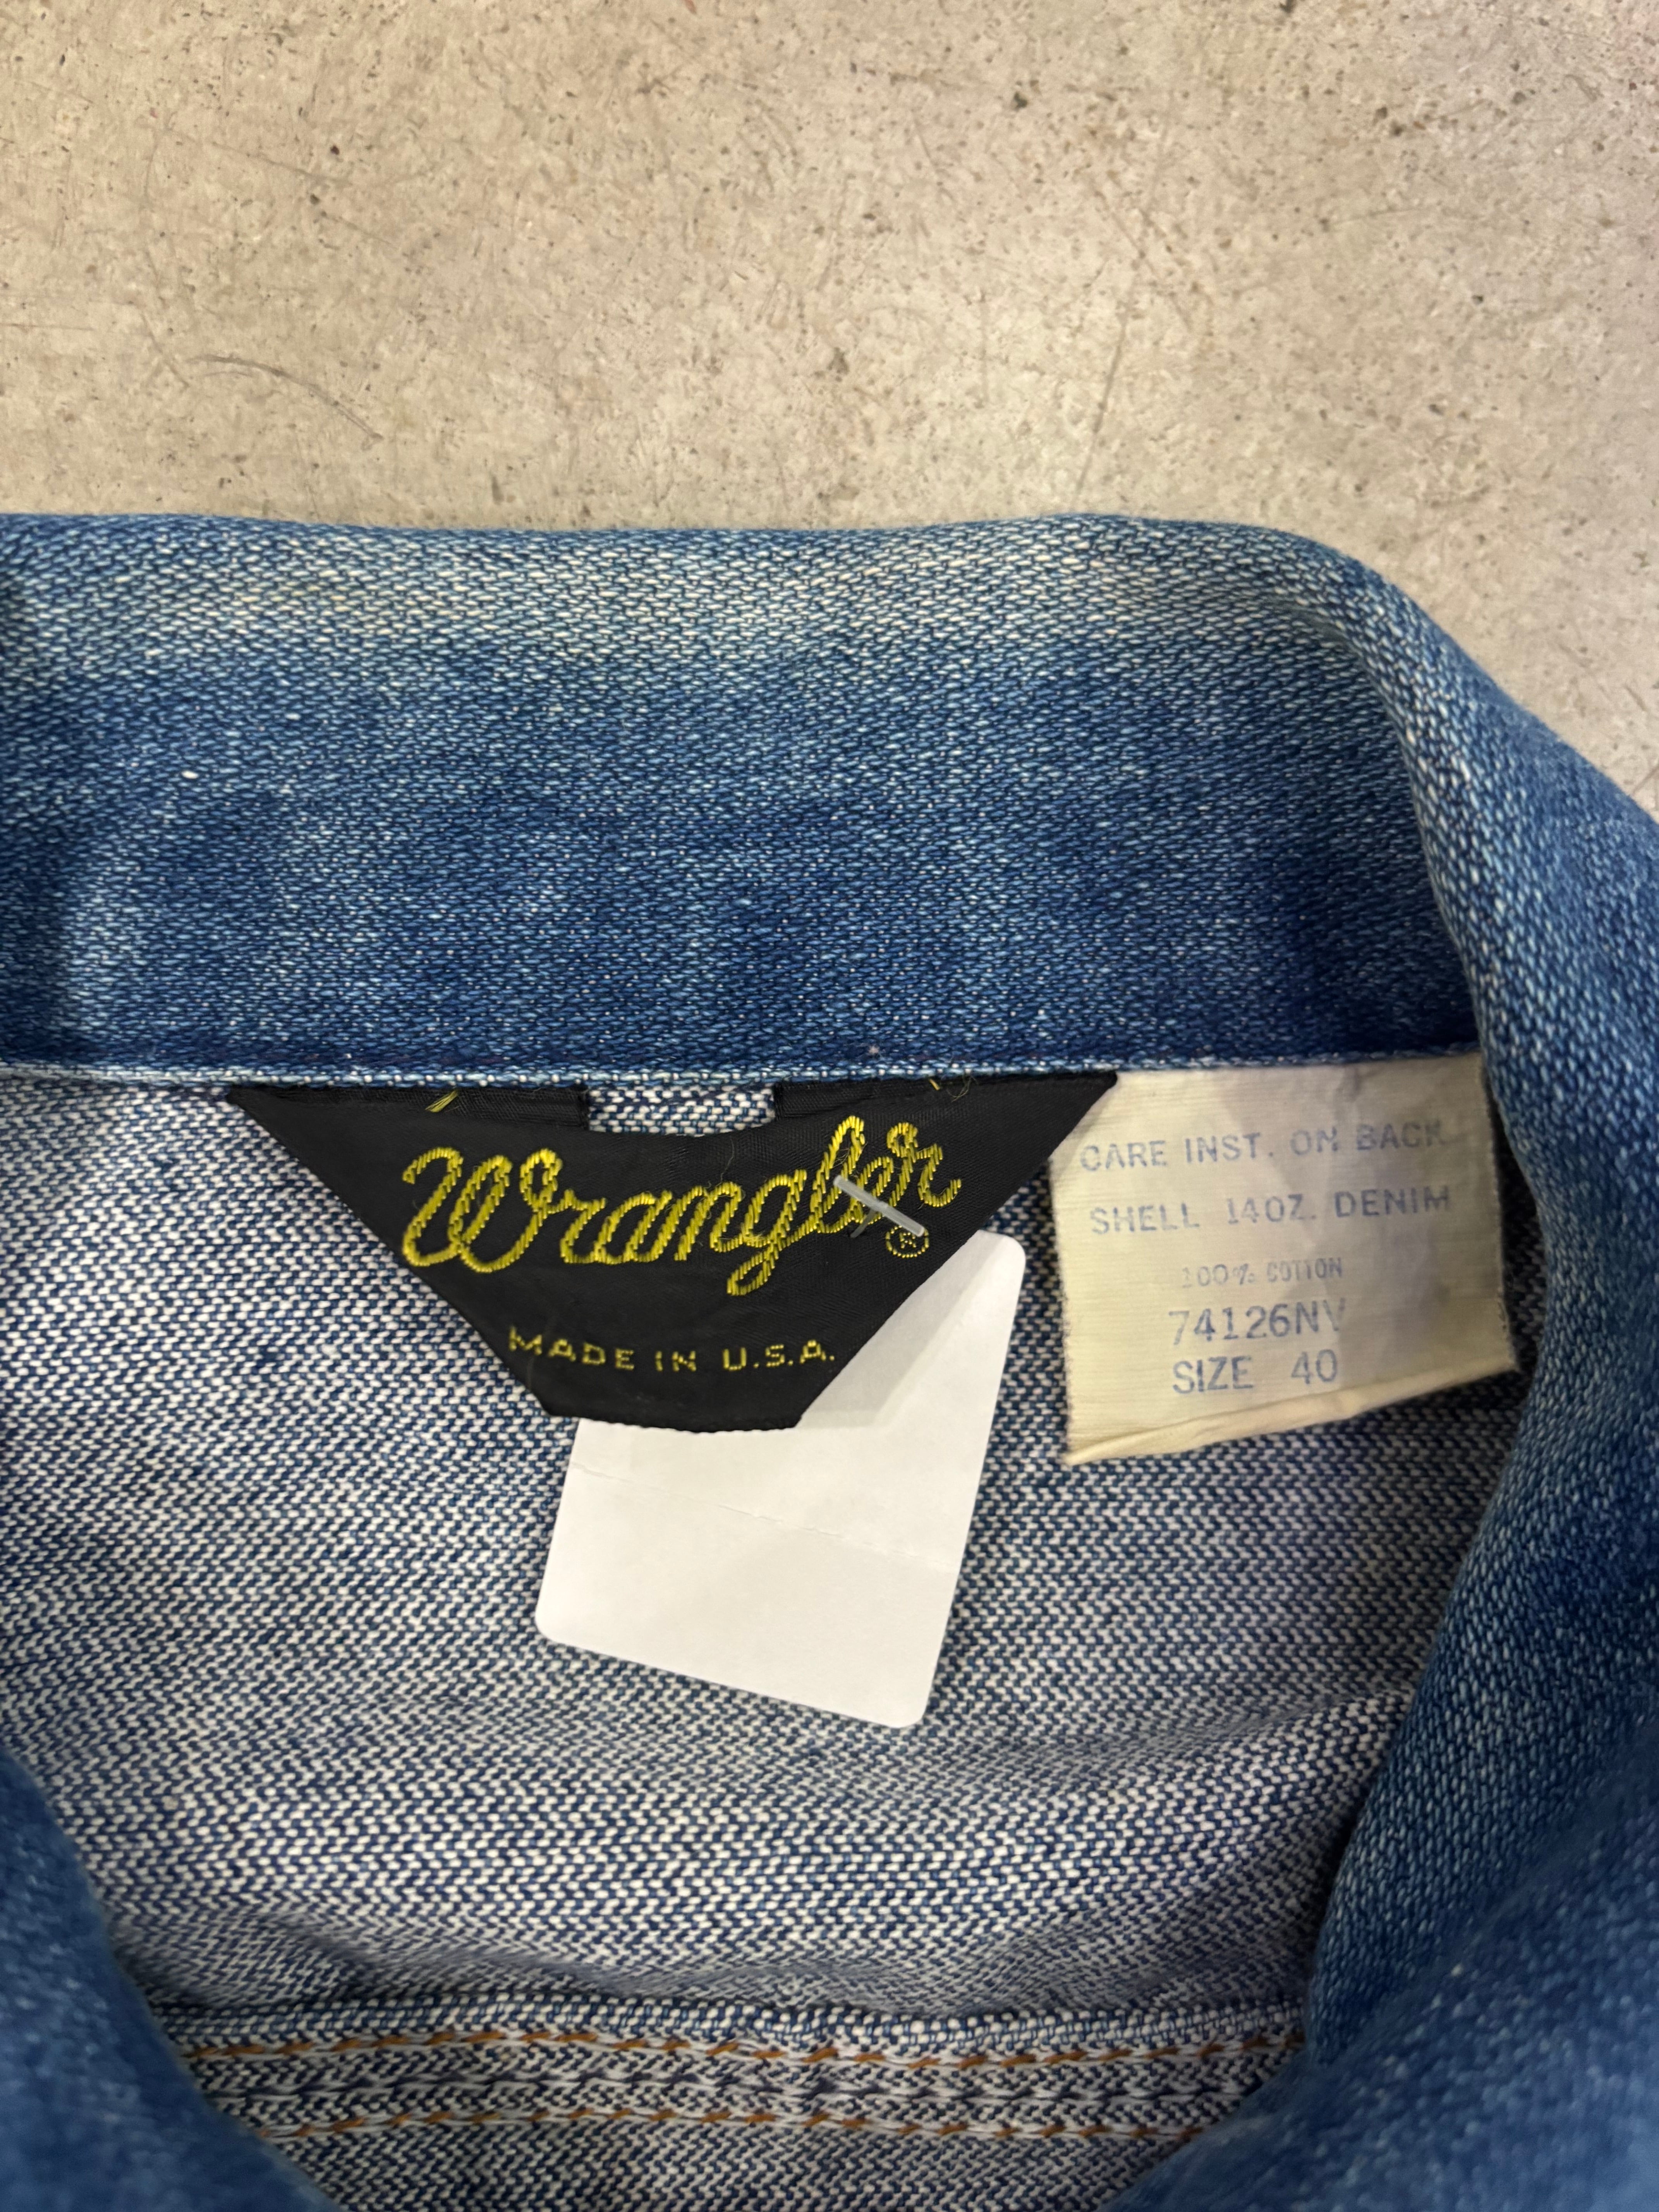 Wrangler®
MADE IN U.S.A.
CARE INST. ON BACK
SHELL 14OZ. DENIM
100% COTTON
74126NV
SIZE 40